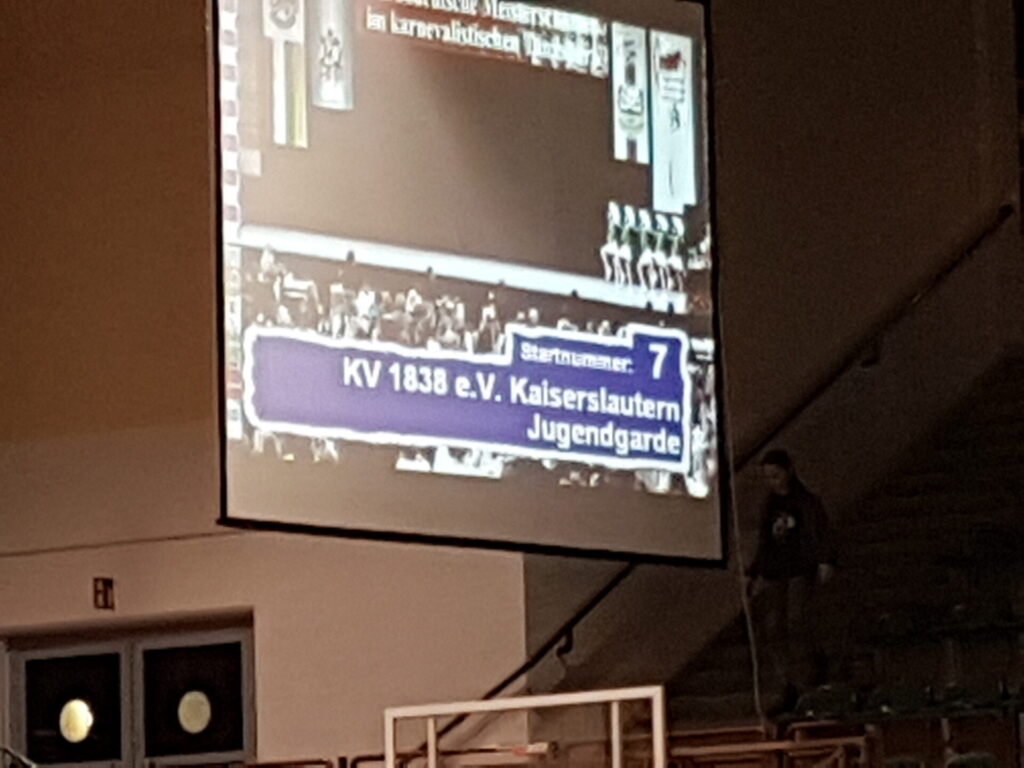 im karnevalistischen
Startnummer: 7
KV 1838 e.V. Kaiserslautern
Jugendgarde